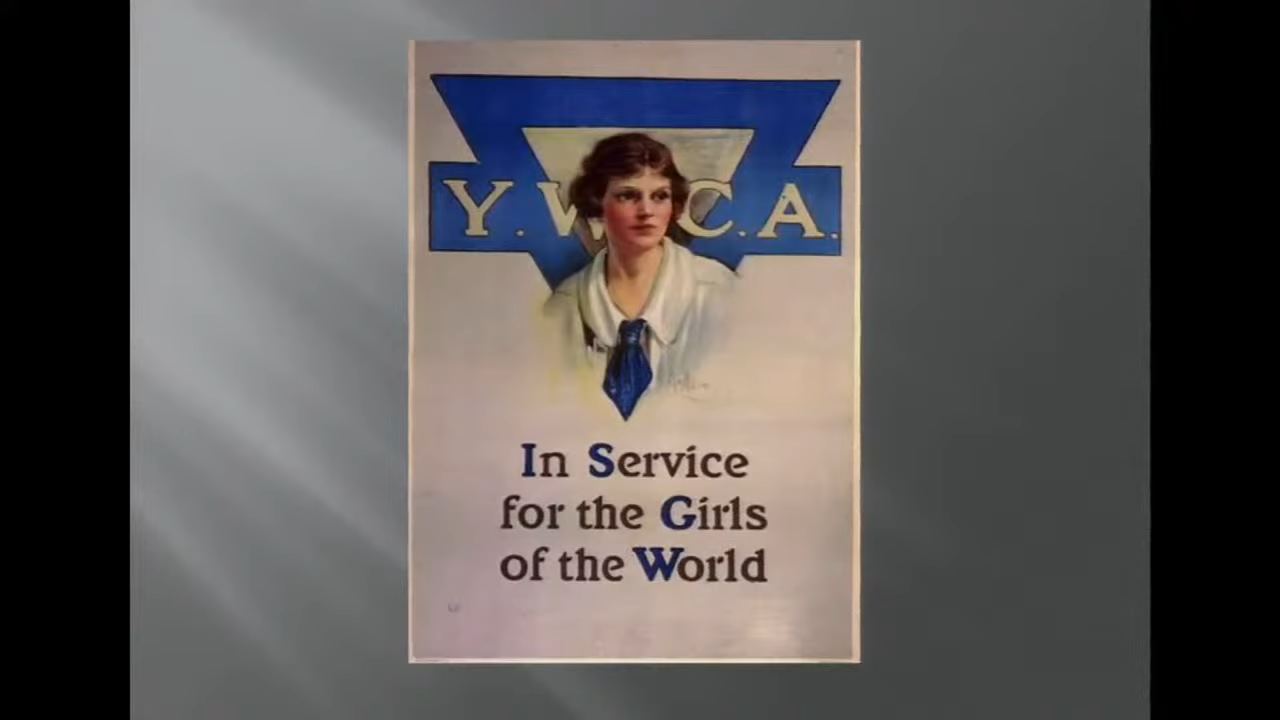 Y.W.C.A.
In Service
for the Girls
of the World